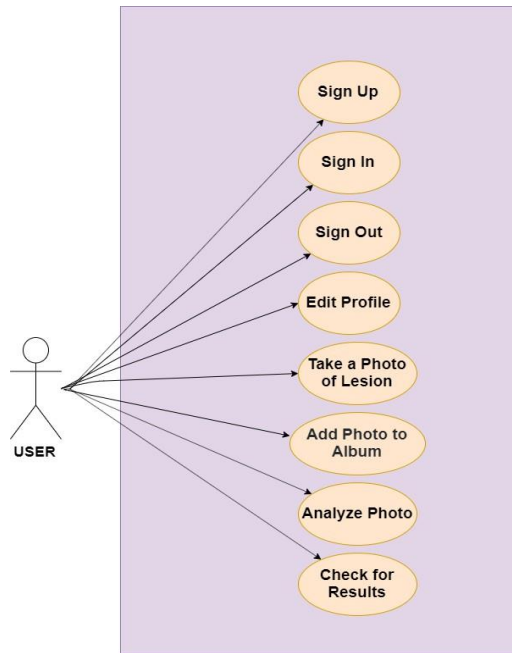 Sign Up
Sign In
Sign Out
Edit Profile
Take a Photo
of Lesion
Add Photo to
Album
Analyze Photo
Check for
Results
USER